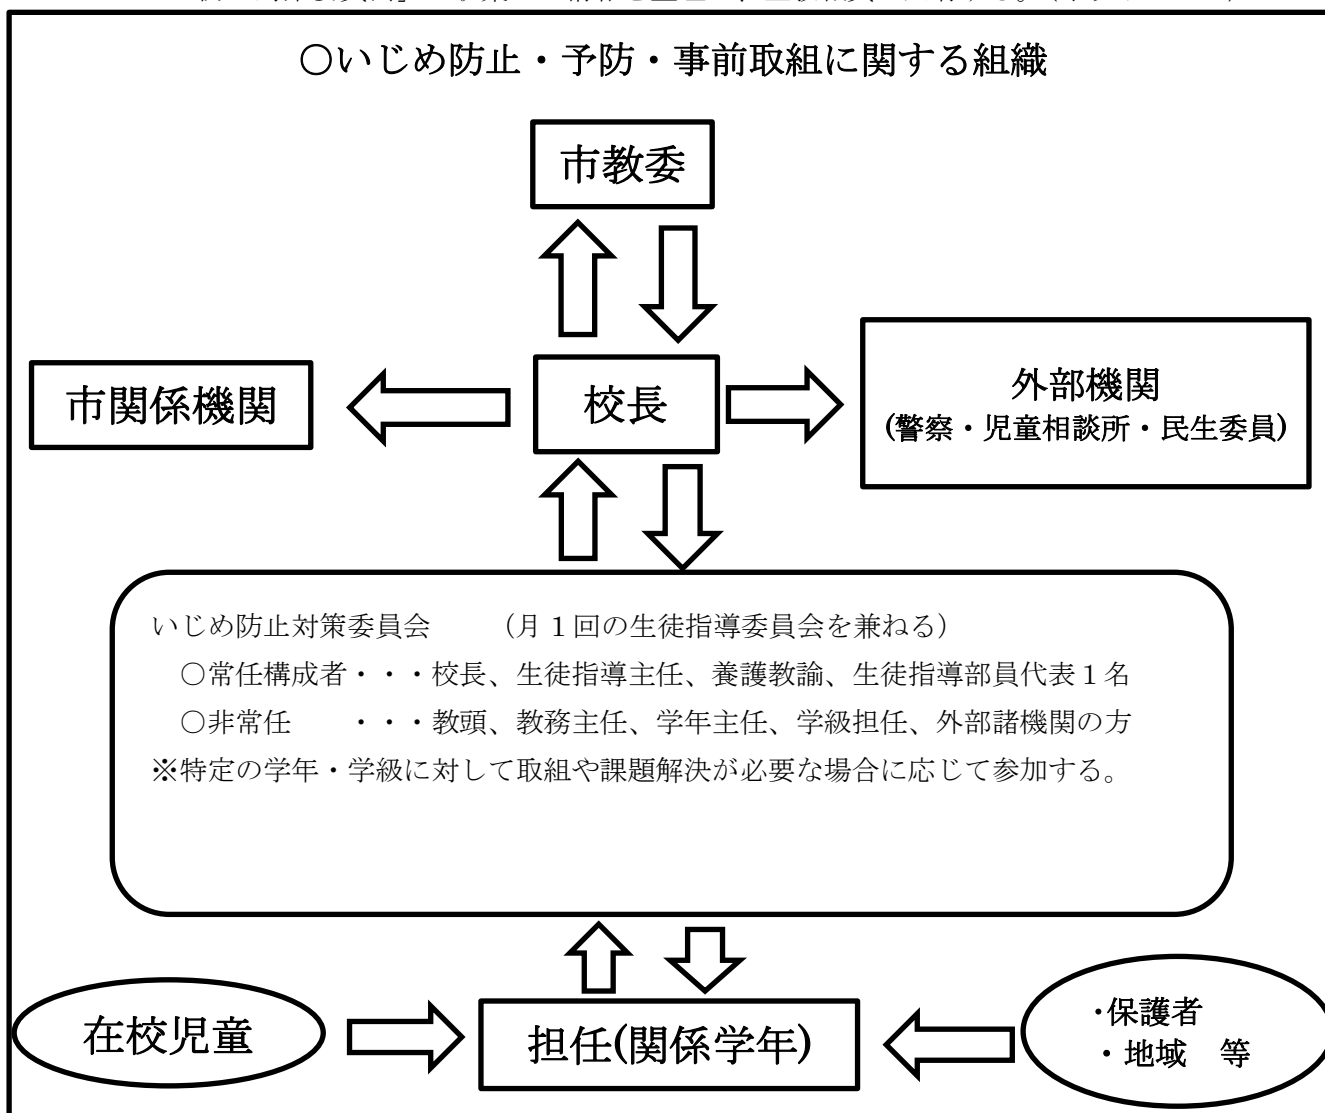 ○いじめ防止・予防・事前取組に関する組織
市教委
市関係機関
校長
外部機関
(警察・児童相談所・民生委員)
いじめ防止対策委員会　　（月１回の生徒指導委員会を兼ねる）
○常任構成者・・・校長、生徒指導主任、養護教諭、生徒指導部員代表１名
○非常任　　・・・教頭、教務主任、学年主任、学級担任、外部諸機関の方
※特定の学年・学級に対して取組や課題解決が必要な場合に応じて参加する。
在校児童
担任(関係学年)
・保護者
・地域　等